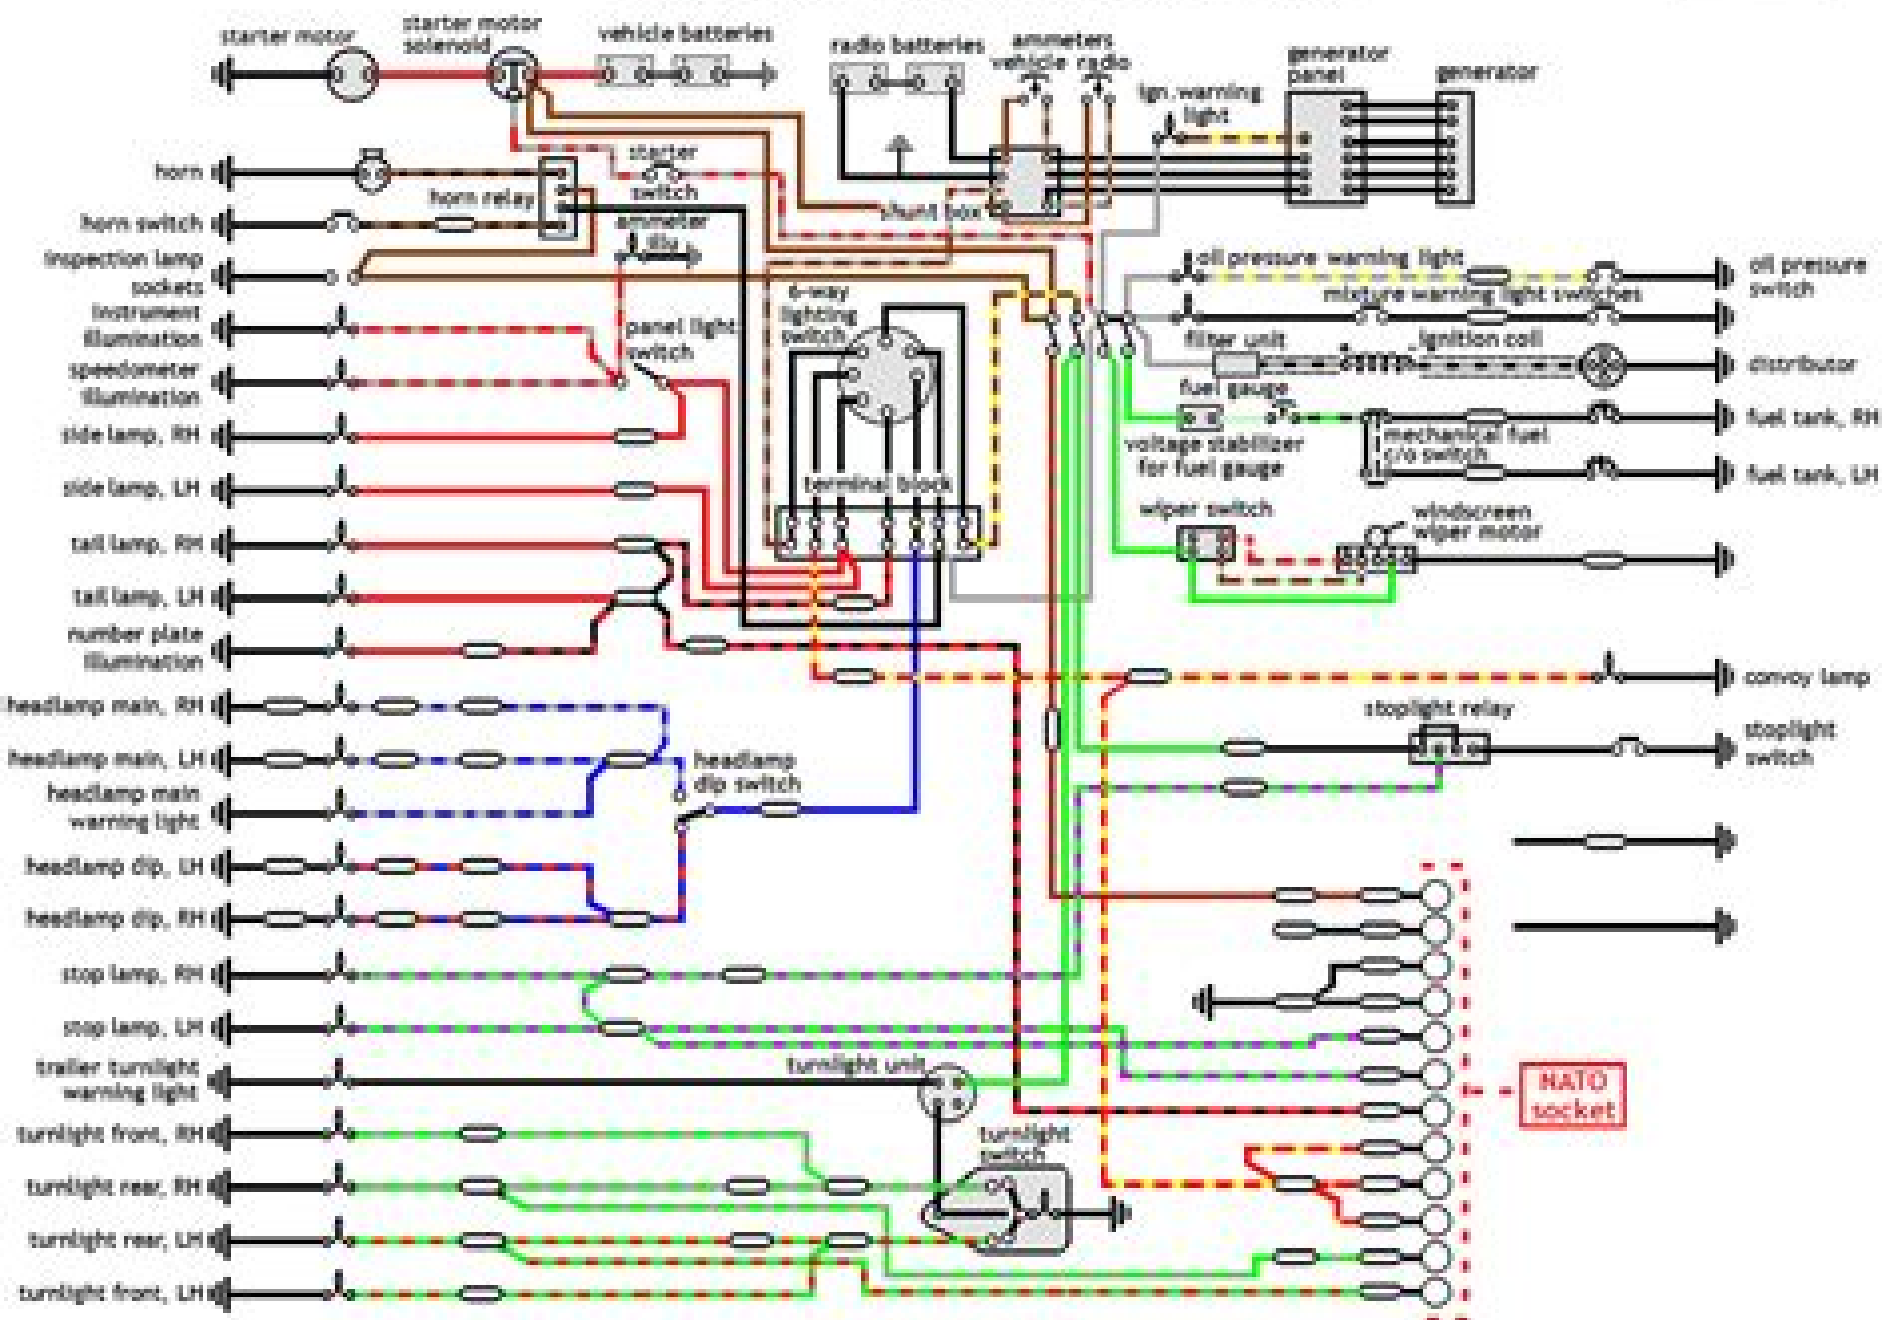 starter motor
starter motor
solenoid
vehicle batteries
radio batteries
ammeters
vehicle radio
ign.warning
light
generator
panel
generator
horn
horn relay
starter
switch
shunt box
horn switch
ammeter
illu
inspection lamp
sockets
oil pressure warning light
oil pressure
switch
mixture warning light switches
instrument
illumination
panel light
switch
6-way
lighting
switch
filter unit
ignition coil
distributor
speedometer
illumination
fuel gauge
fuel tank, RH
side lamp, RH
voltage stabilizer
for fuel gauge
mechanical fuel
c/o switch
fuel tank, LH
side lamp, LH
terminal block
wiper switch
windscreen
wiper motor
tail lamp, RH
tail lamp, LH
number plate
illumination
convoy lamp
headlamp main, RH
stoplight relay
stoplight
switch
headlamp main, LH
headlamp
dip switch
headlamp main
warning light
headlamp dip, LH
headlamp dip, RH
stop lamp, RH
stop lamp, LH
trailer turnlight
warning light
turnlight unit
NATO
socket
turnlight front, RH
turnlight
switch
turnlight rear, RH
turnlight rear, LH
turnlight front, LH